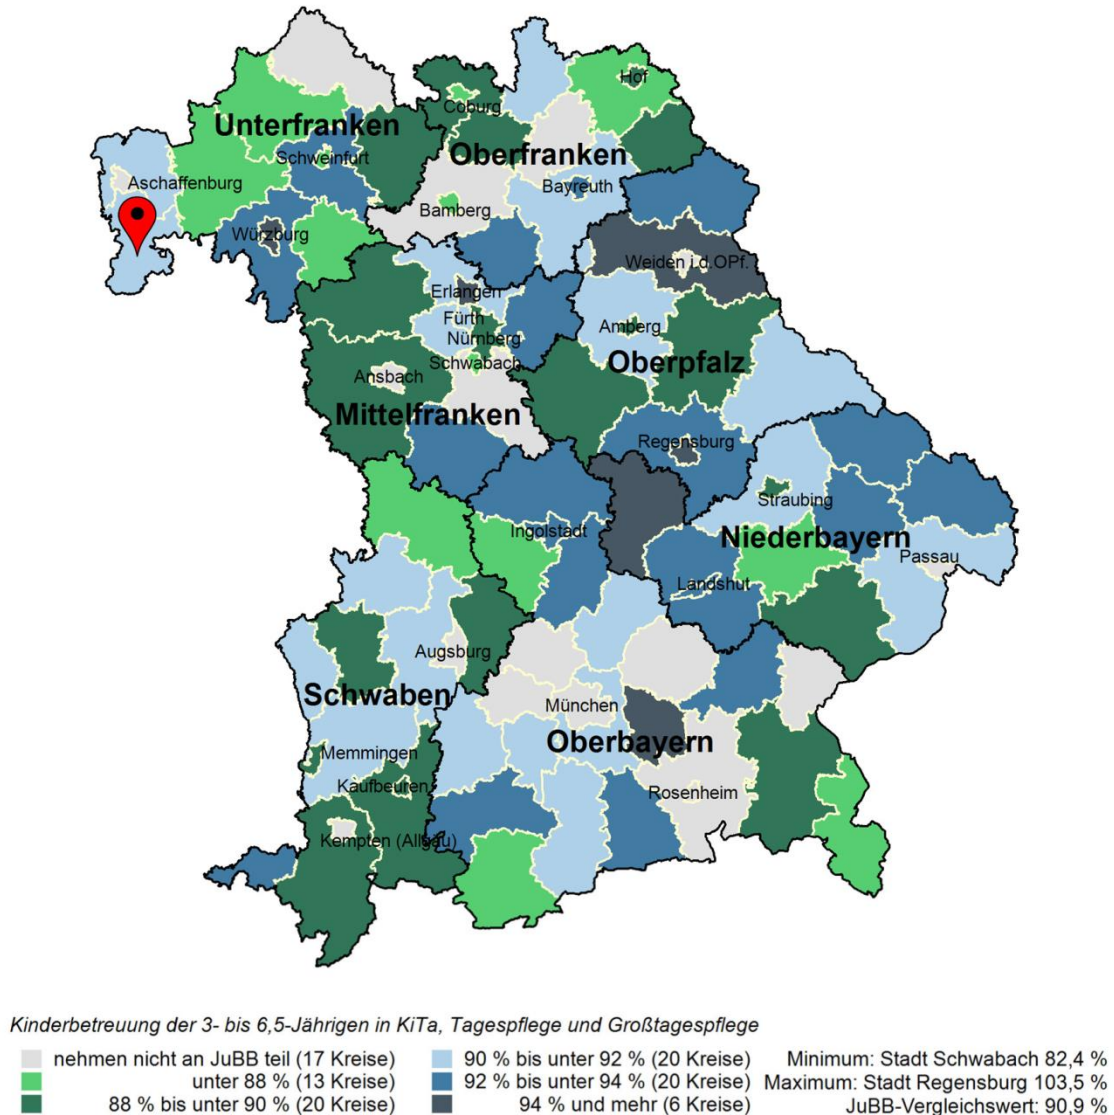 Hof
Coburg
Unterfranken
Oberfranken
Schweinfurt
Aschaffenburg
Bayreuth
Bamberg
Würzburg
Weiden i.d.OPf.
Erlangen
Fürth
Amberg
Nürnberg
Schwabach
Oberpfalz
Ansbach
Mittelfranken
Regensburg
Straubing
Ingolstadt
Niederbayern
Passau
Landshut
Augsburg
Schwaben
München
Oberbayern
Memmingen
Kaufbeuren
Rosenheim
Kempten (Allgäu)
Kinderbetreuung der 3- bis 6,5-Jährigen in KiTa, Tagespflege und Großtagespflege
nehmen nicht an JuBB teil (17 Kreise)
unter 88 % (13 Kreise)
88 % bis unter 90 % (20 Kreise)
90 % bis unter 92 % (20 Kreise)
92 % bis unter 94 % (20 Kreise)
94 % und mehr (6 Kreise)
Minimum: Stadt Schwabach 82,4 %
Maximum: Stadt Regensburg 103,5 %
JuBB-Vergleichswert: 90,9 %